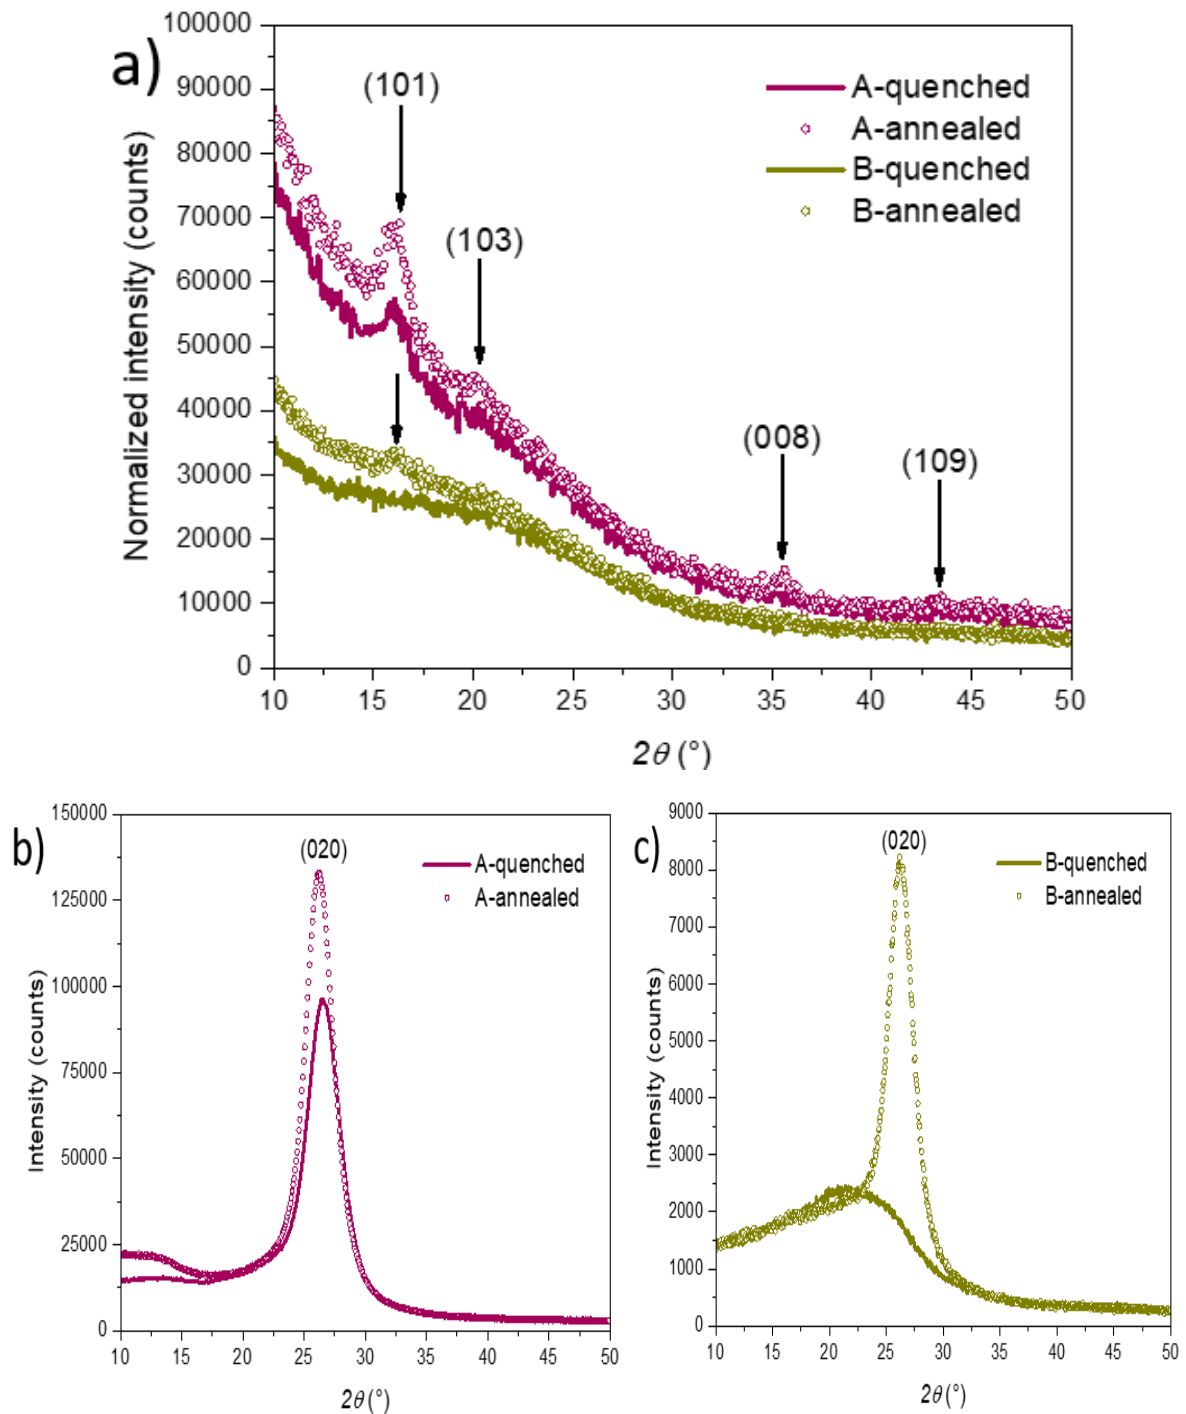 a)
100000
90000
80000
70000
60000
50000
40000
30000
20000
10000
0
Normalized intensity (counts)
(101)
(103)
(008)
(109)
A-quenched
A-annealed
B-quenched
B-annealed
10 15 20 25 30 35 40 45 50
2θ (°)
b)
150000
125000
100000
75000
50000
25000
0
Intensity (counts)
(020)
A-quenched
A-annealed
10 15 20 25 30 35 40 45 50
2θ (°)
c)
9000
8000
7000
6000
5000
4000
3000
2000
1000
0
Intensity (counts)
(020)
B-quenched
B-annealed
10 15 20 25 30 35 40 45 50
2θ (°)